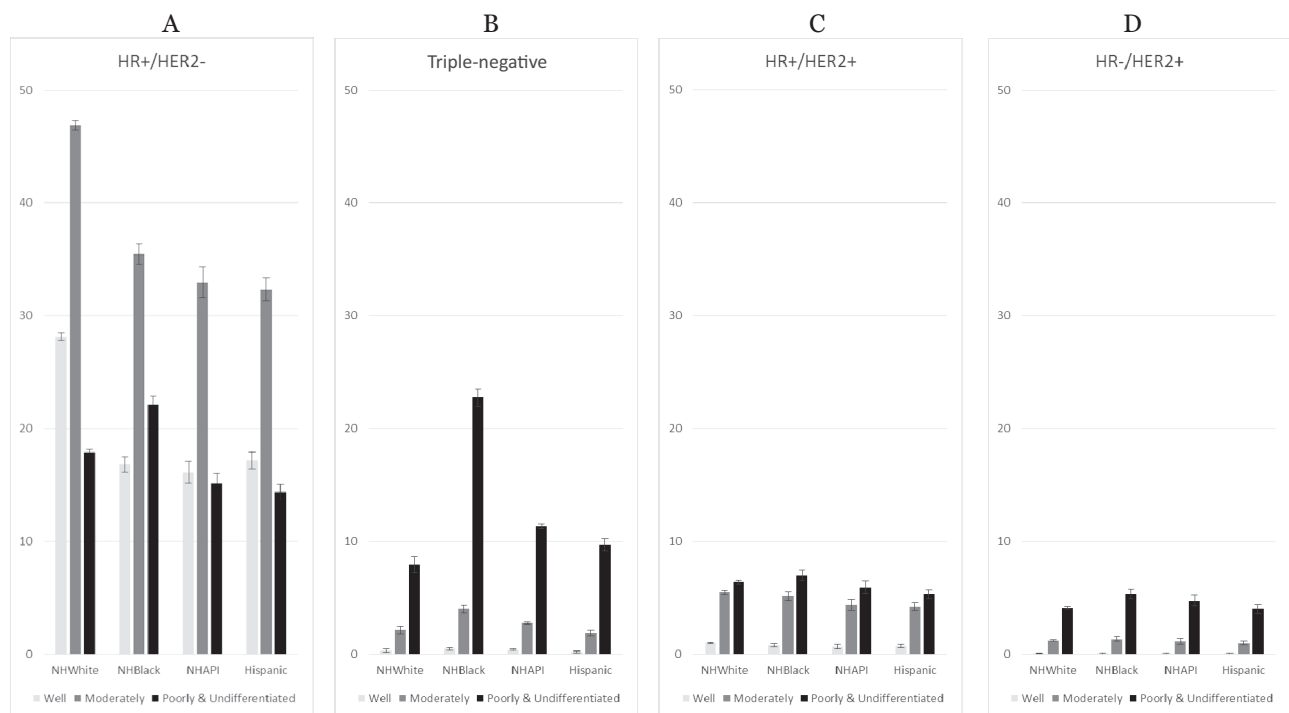 A
B
C
D
HR+/HER2-
Triple-negative
HR+/HER2+
HR-/HER2+
50
40
30
20
10
0
NHWhite NHBlack NHAPI Hispanic
Well Moderately Poorly & Undifferentiated
50
40
30
20
10
0
NHWhite NHBlack NHAPI Hispanic
Well Moderately Poorly & Undifferentiated
50
40
30
20
10
0
NHWhite NHBlack NHAPI Hispanic
Well Moderately Poorly & Undifferentiated
50
40
30
20
10
0
NHWhite NHBlack NHAPI Hispanic
Well Moderately Poorly & Undifferentiated